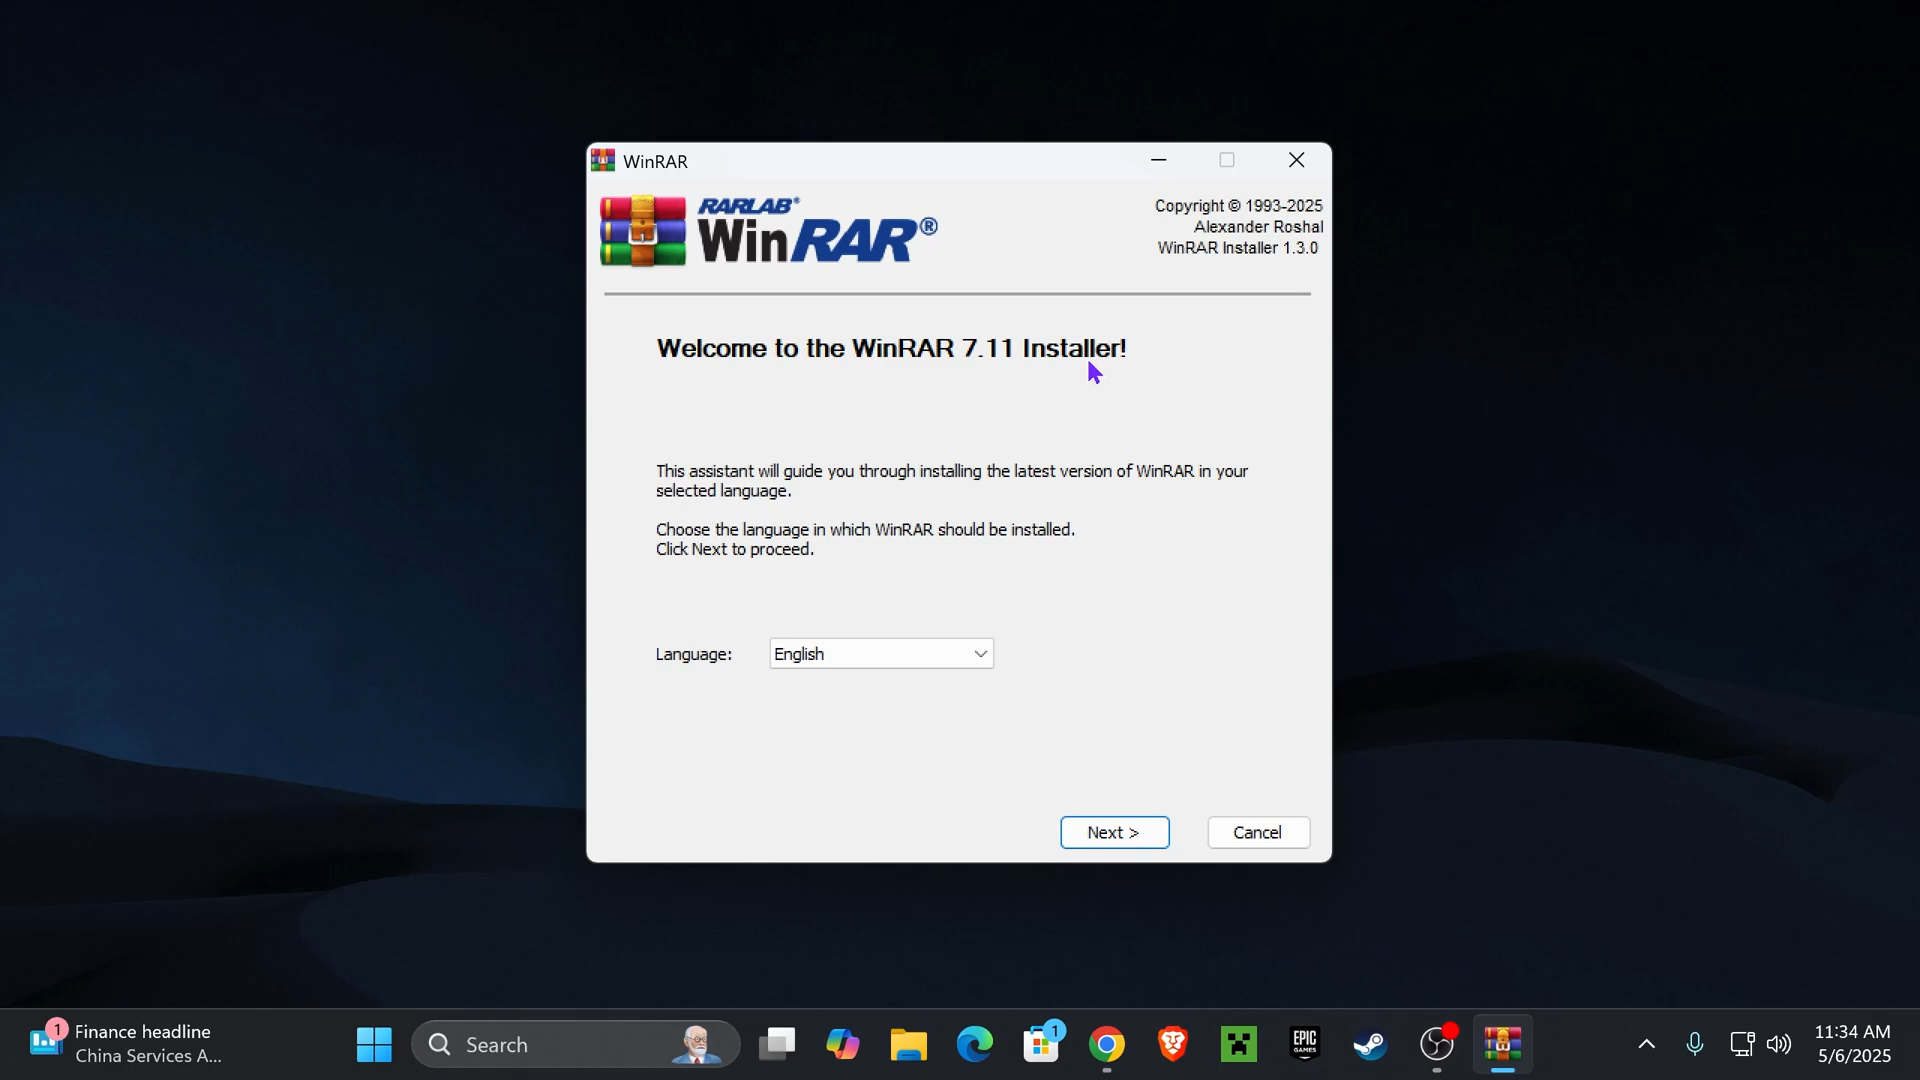 WinRAR
RARLAB®
WinRAR®
Copyright © 1993-2025
Alexander Roshal
WinRAR Installer 1.3.0
Welcome to the WinRAR 7.11 Installer!
This assistant will guide you through installing the latest version of WinRAR in your
selected language.
Choose the language in which WinRAR should be installed.
Click Next to proceed.
Language: English
Next > Cancel
1
Finance headline
China Services A...
Search
1
EPIC
GAMES
11:34 AM
5/6/2025